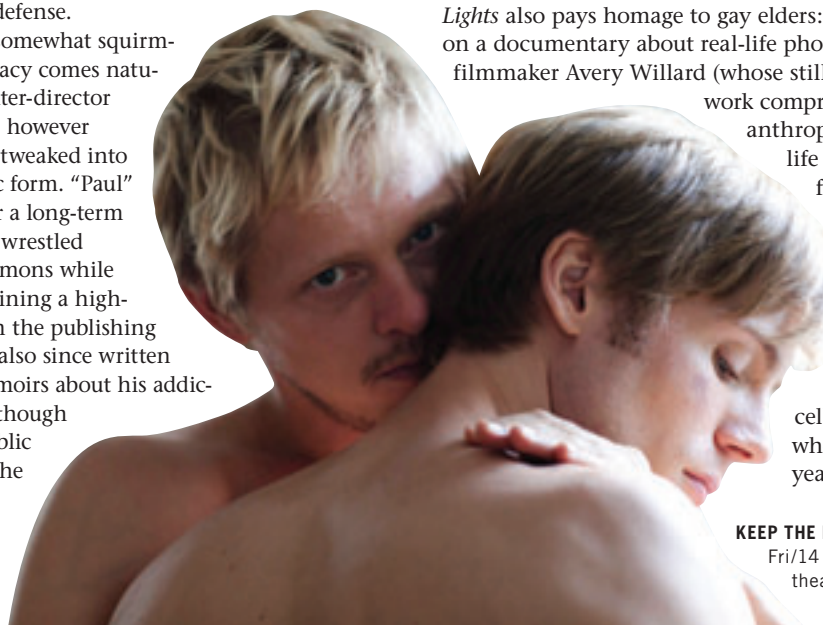 defense.
omewhat squirm-
acy comes natu-
ter-director
however
tweaked into
c form. “Paul”
r a long-term
wrestled
mons while
ining a high-
n the publishing
also since written
moirs about his addic-
though
blic
he
Lights also pays homage to gay elders:
on a documentary about real-life pho
filmmaker Avery Willard (whose still
work compr
anthrop
life
f
cel
wh
yea
KEEP THE
Fri/14
thea